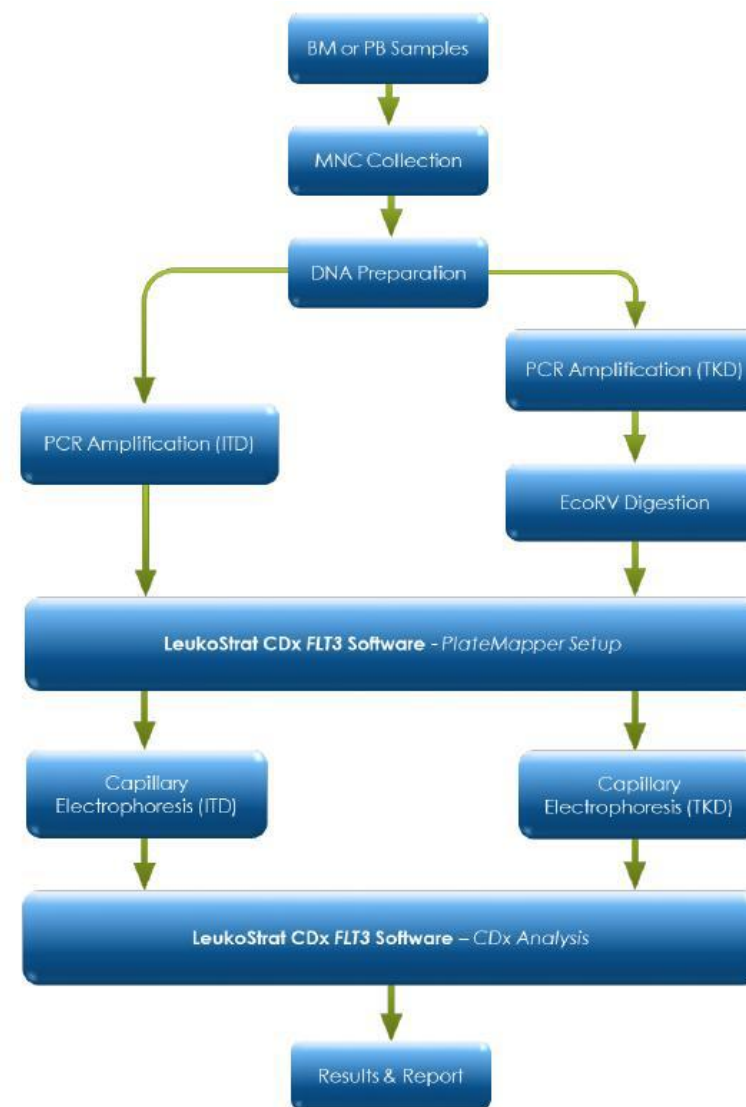 BM or PB Samples
MNC Collection
DNA Preparation
PCR Amplification (TKD)
PCR Amplification (ITD)
EcoRV Digestion
LeukoStrat CDx FLT3 Software - PlateMapper Setup
Capillary
Electrophoresis (ITD)
Capillary
Electrophoresis (TKD)
LeukoStrat CDx FLT3 Software – CDx Analysis
Results & Report